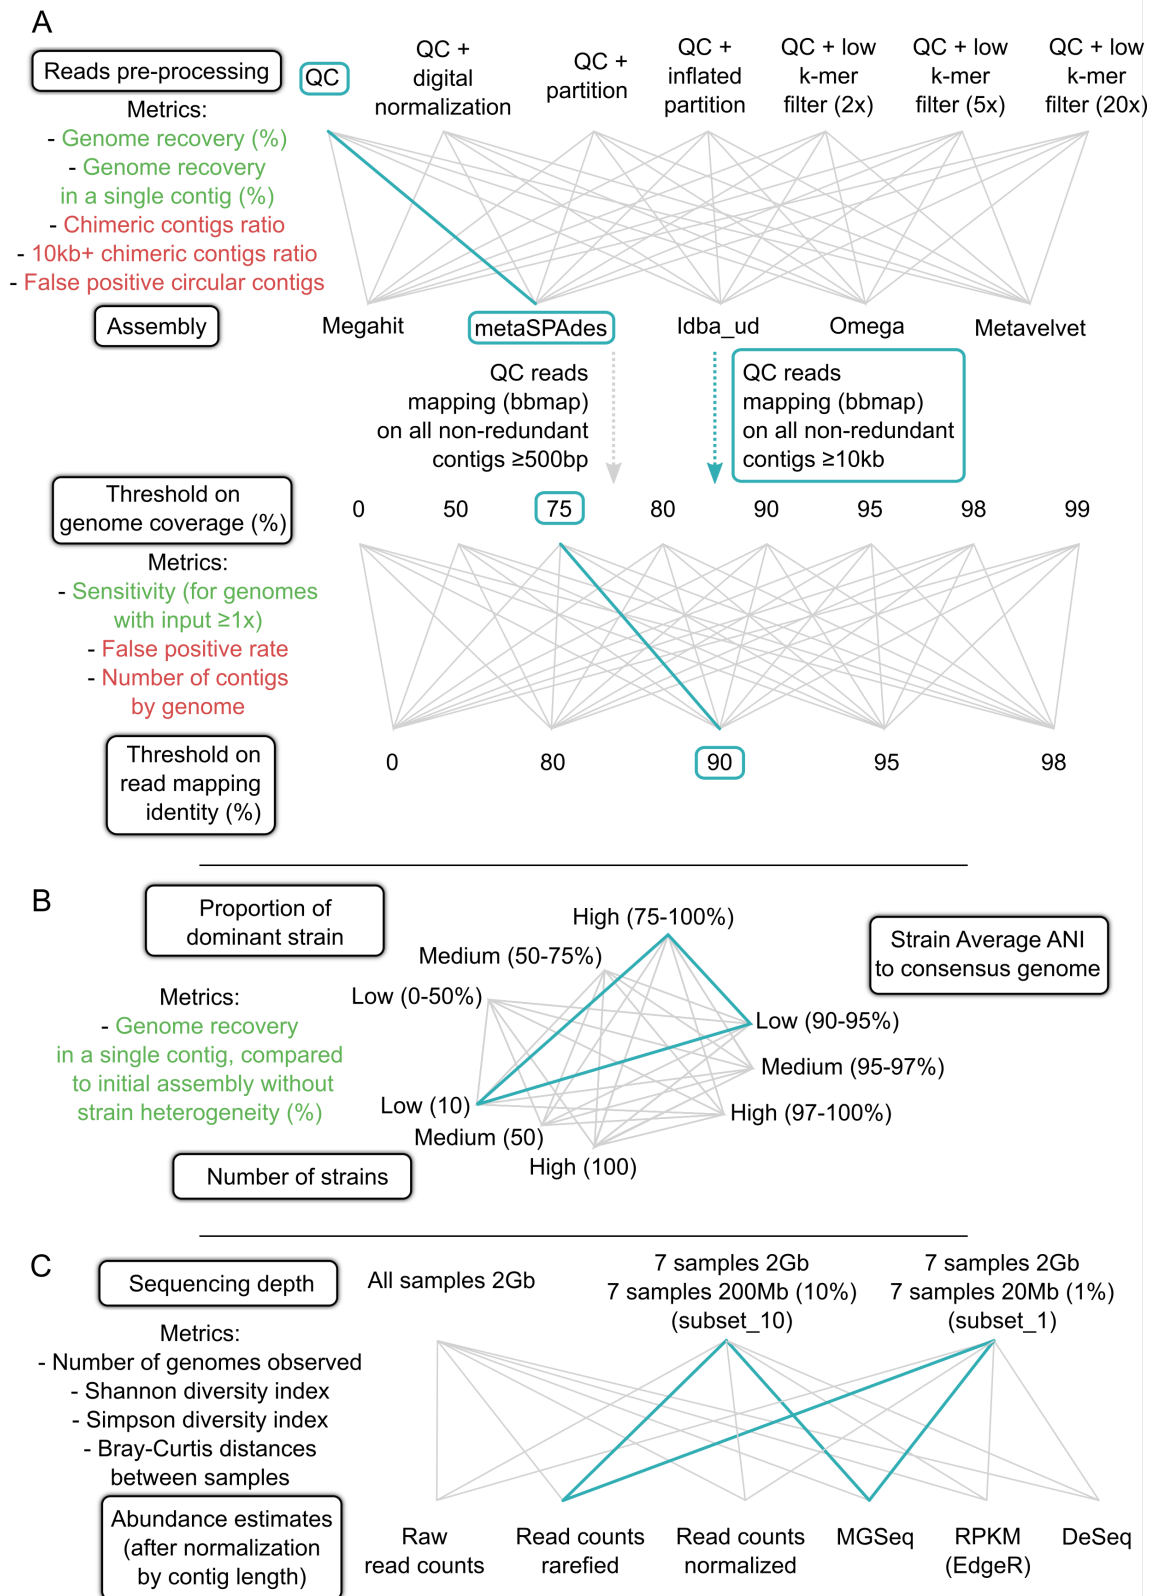 A
Reads pre-processing
QC
QC +
digital
normalization
QC +
partition
QC +
inflated
partition
QC + low
k-mer
filter (2x)
QC + low
k-mer
filter (5x)
QC + low
k-mer
filter (20x)
Metrics:
- Genome recovery (%)
- Genome recovery
in a single contig (%)
- Chimeric contigs ratio
- 10kb+ chimeric contigs ratio
- False positive circular contigs
Assembly
Megahit
metaSPAdes
Idba_ud
Omega
Metavelvet
QC reads
mapping (bbmap)
on all non-redundant
contigs ≥500bp
QC reads
mapping (bbmap)
on all non-redundant
contigs ≥10kb
Threshold on
genome coverage (%)
0 50 75 80 90 95 98 99
Metrics:
- Sensitivity (for genomes
with input ≥1x)
- False positive rate
- Number of contigs
by genome
Threshold on
read mapping
identity (%)
0 80 90 95 98
B
Proportion of
dominant strain
High (75-100%)
Medium (50-75%)
Low (0-50%)
Strain Average ANI
to consensus genome
Low (90-95%)
Medium (95-97%)
High (97-100%)
Metrics:
- Genome recovery
in a single contig, compared
to initial assembly without
strain heterogeneity (%)
Low (10)
Medium (50)
High (100)
Number of strains
C
Sequencing depth
All samples 2Gb
7 samples 2Gb
7 samples 200Mb (10%)
(subset_10)
7 samples 2Gb
7 samples 20Mb (1%)
(subset_1)
Metrics:
- Number of genomes observed
- Shannon diversity index
- Simpson diversity index
- Bray-Curtis distances
between samples
Abundance estimates
(after normalization
by contig length)
Raw
read counts
Read counts
rarefied
Read counts
normalized
MGSeq
RPKM
(EdgeR)
DeSeq